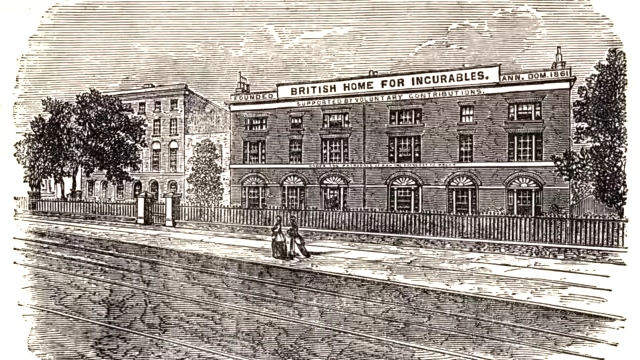 BRITISH HOME FOR INCURABLES.
FOUNDED ANN. DOM. 1861
SUPPORTED BY VOLUNTARY CONTRIBUTIONS.